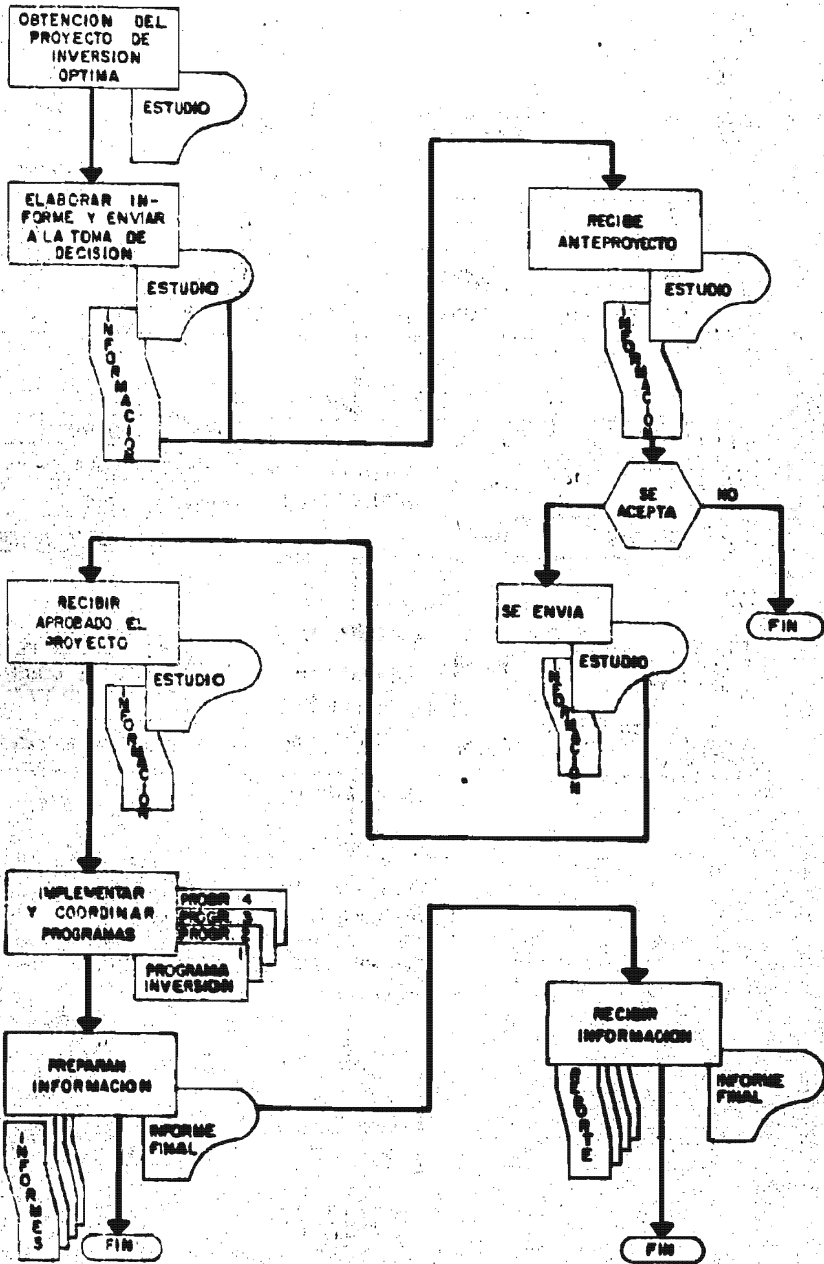 OBTENCION DEL
PROYECTO DE
INVERSION
OPTIMA
ESTUDIO
ELABORAR IN-
FORME Y ENVIAR
A LA TOMA DE
DECISION
ESTUDIO
INFORMACION
RECIBE
ANTEPROYECTO
ESTUDIO
INFORMACION
SE
ACEPTA
NO
FIN
SE ENVIA
ESTUDIO
INFORMACION
RECIBIR
APROBADO EL
PROYECTO
ESTUDIO
INFORMACION
IMPLEMENTAR
Y COORDINAR
PROGRAMAS
PROGR 4
PROGR 3
PROGR 2
1
PROGRAMA
INVERSION
PREPARAN
INFORMACION
INFORME
FINAL
INFORMES
FIN
RECIBIR
INFORMACION
INFORME
FINAL
REPORTE
FIN